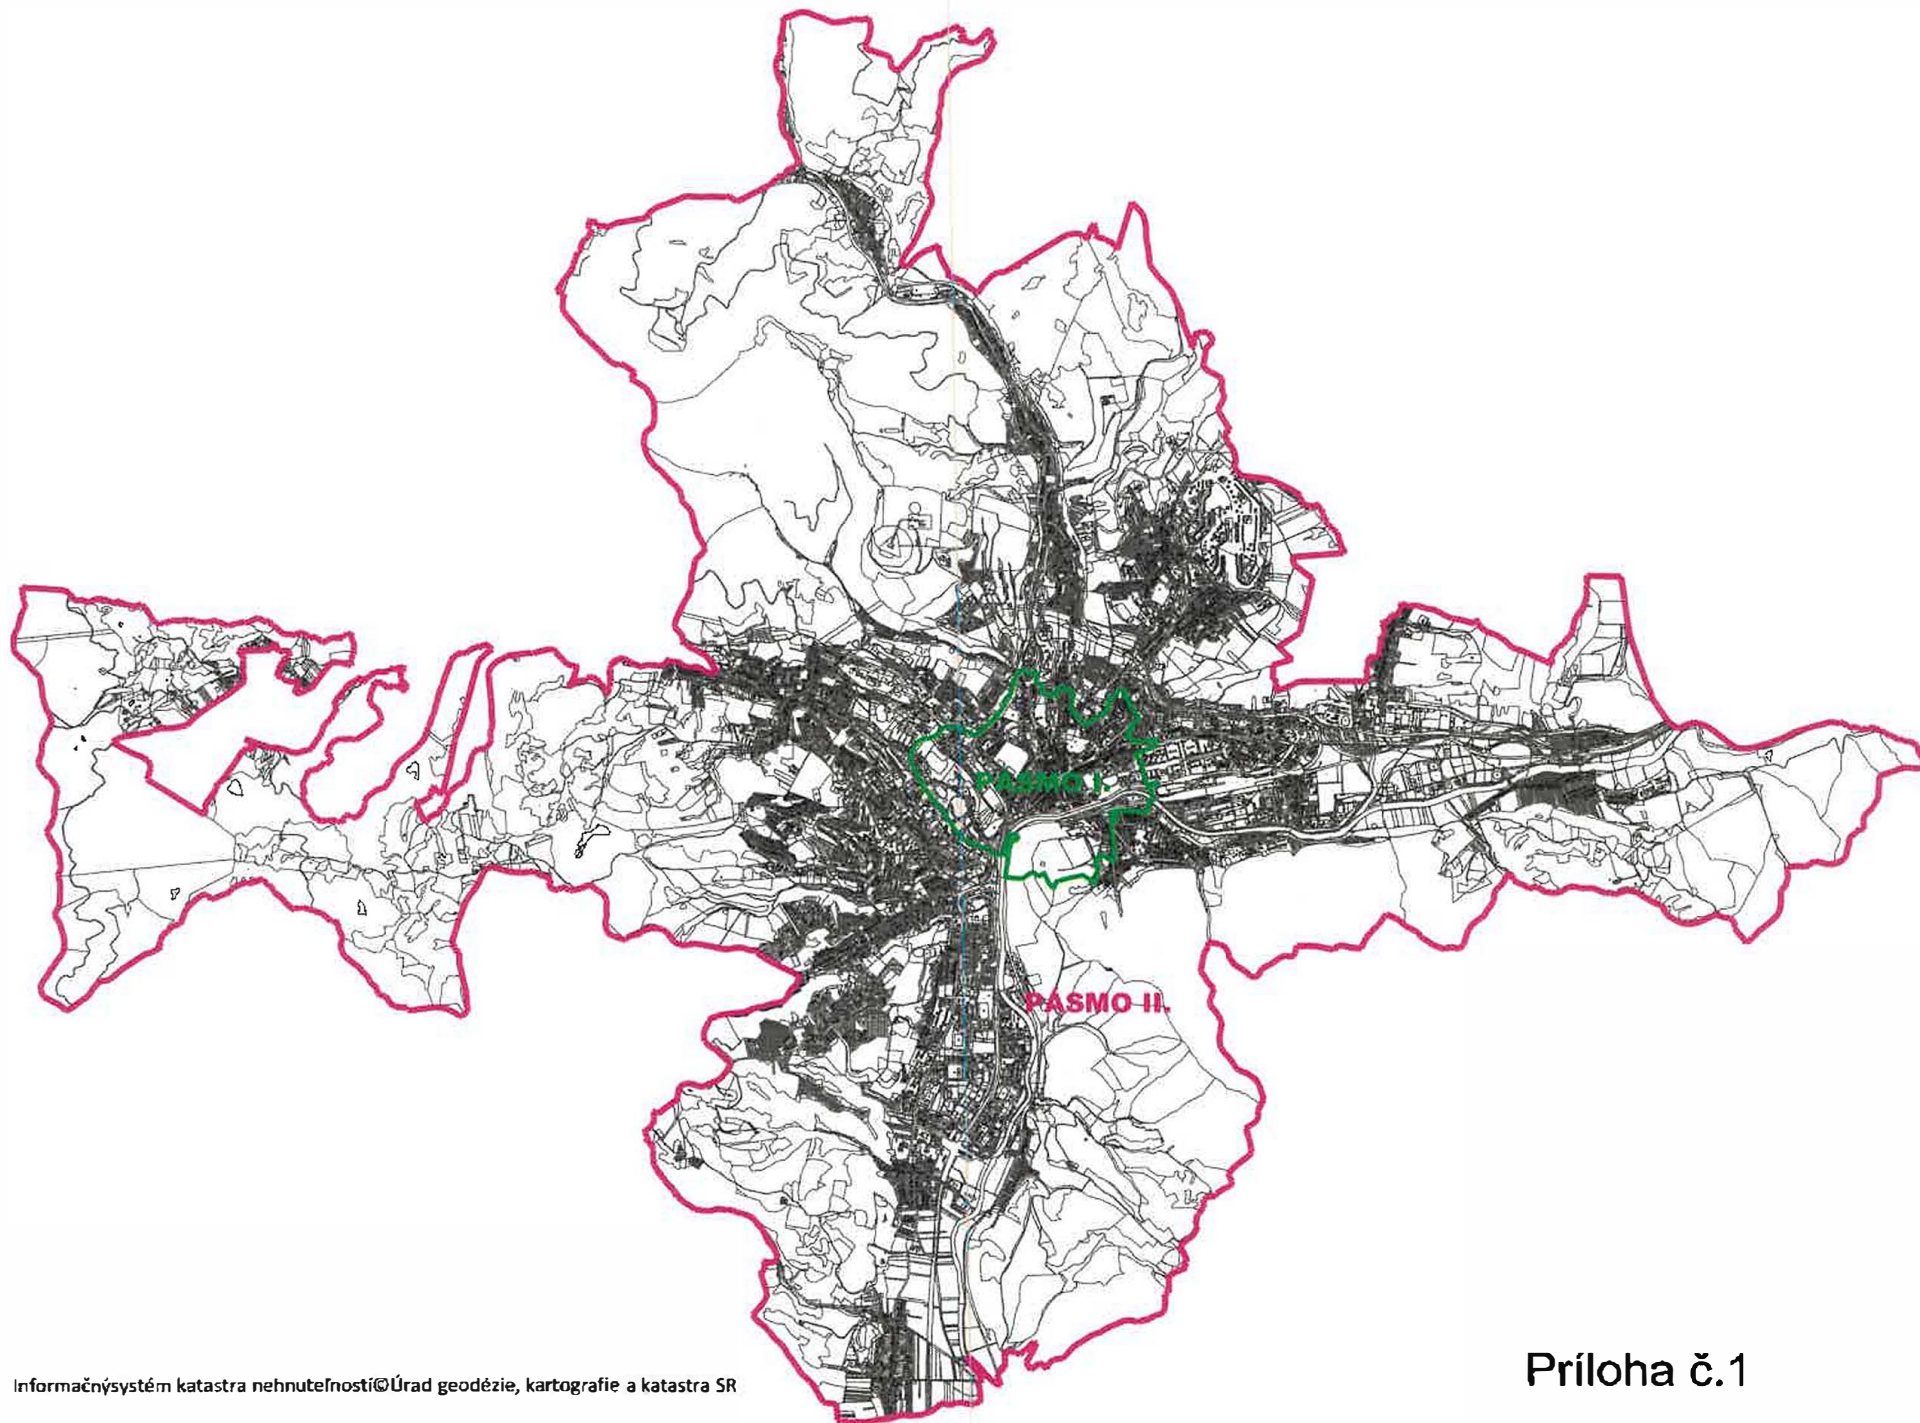 PÁSMO I.
PÁSMO II.
Informačnýsystém katastra nehnuteľností©Úrad geodézie, kartografie a katastra SR
Príloha č.1